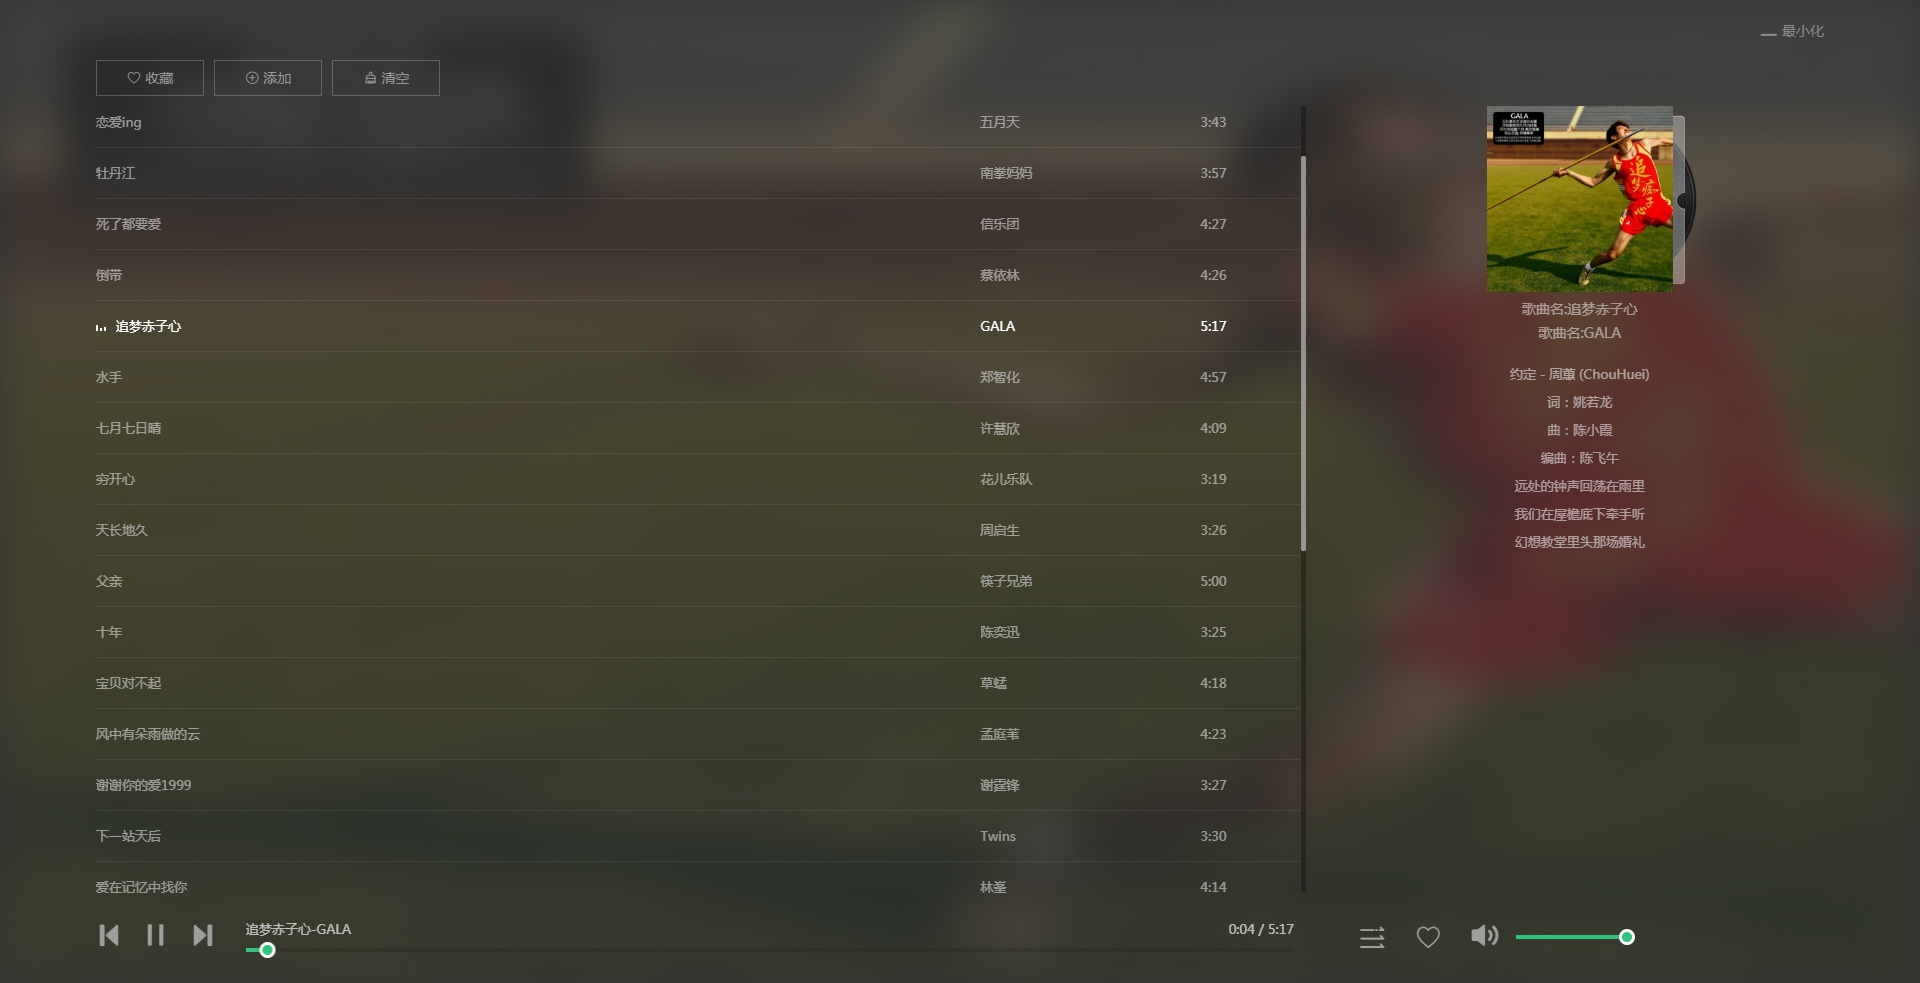 最小化
收藏
添加
清空
恋爱ing 五月天 3:43
牡丹江 南拳妈妈 3:57
死了都要爱 信乐团 4:27
倒带 蔡依林 4:26
追梦赤子心 GALA 5:17
水手 郑智化 4:57
七月七日晴 许慧欣 4:09
穷开心 花儿乐队 3:19
天长地久 周启生 3:26
父亲 筷子兄弟 5:00
十年 陈奕迅 3:25
宝贝对不起 草蜢 4:18
风中有朵雨做的云 孟庭苇 4:23
谢谢你的爱1999 谢霆锋 3:27
下一站天后 Twins 3:30
爱在记忆中找你 林峯 4:14
GALA
追梦痴子心
歌曲名:追梦赤子心
歌曲名:GALA
约定 - 周蕙 (ChouHuei)
词：姚若龙
曲：陈小霞
编曲：陈飞午
远处的钟声回荡在雨里
我们在屋檐底下牵手听
幻想教堂里头那场婚礼
追梦赤子心-GALA
0:04 / 5:17